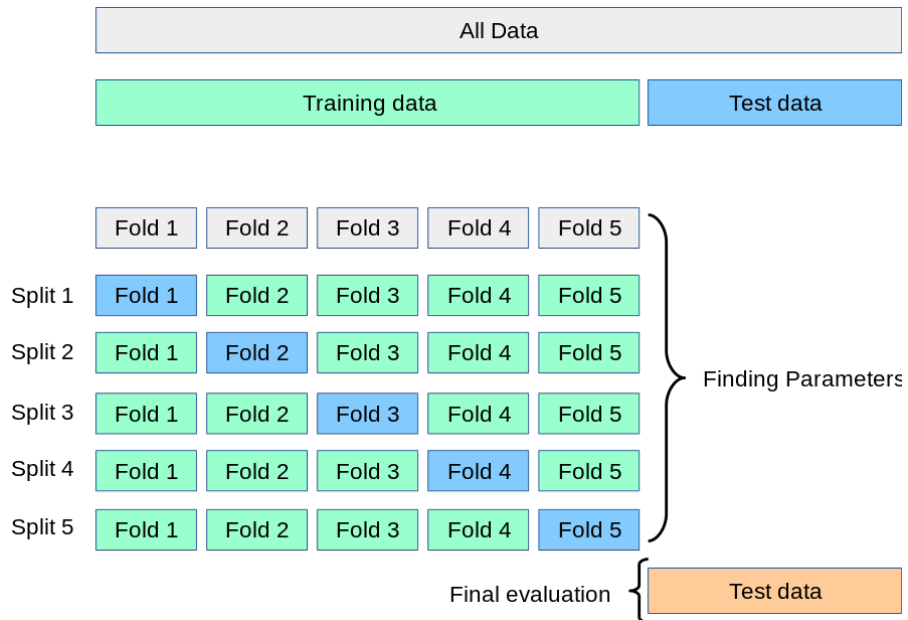 All Data
Training data Test data
Fold 1 Fold 2 Fold 3 Fold 4 Fold 5
Split 1 Fold 1 Fold 2 Fold 3 Fold 4 Fold 5
Split 2 Fold 1 Fold 2 Fold 3 Fold 4 Fold 5
Finding Parameters
Split 3 Fold 1 Fold 2 Fold 3 Fold 4 Fold 5
Split 4 Fold 1 Fold 2 Fold 3 Fold 4 Fold 5
Split 5 Fold 1 Fold 2 Fold 3 Fold 4 Fold 5
Final evaluation Test data